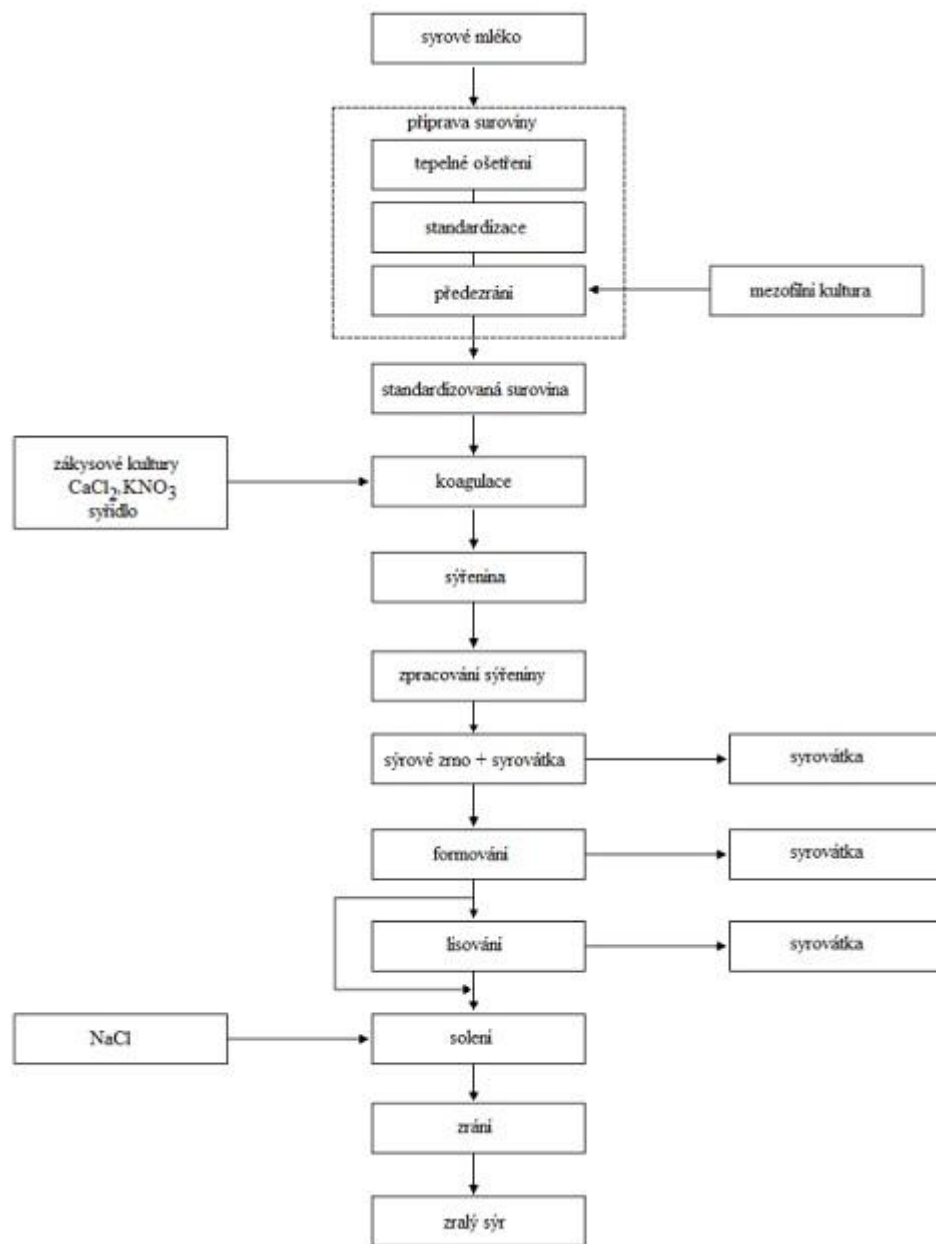 syrové mléko
příprava suroviny
tepelné ošetření
standardizace
předezrání
mezofilní kultura
standardizovaná surovina
zákysové kultury
CaCl2,KNO3
syřidlo
koagulace
sýřenina
zpracování sýřeniny
sýrové zrno + syrovátka
syrovátka
formování
syrovátka
lisování
syrovátka
NaCl
solení
zrání
zralý sýr